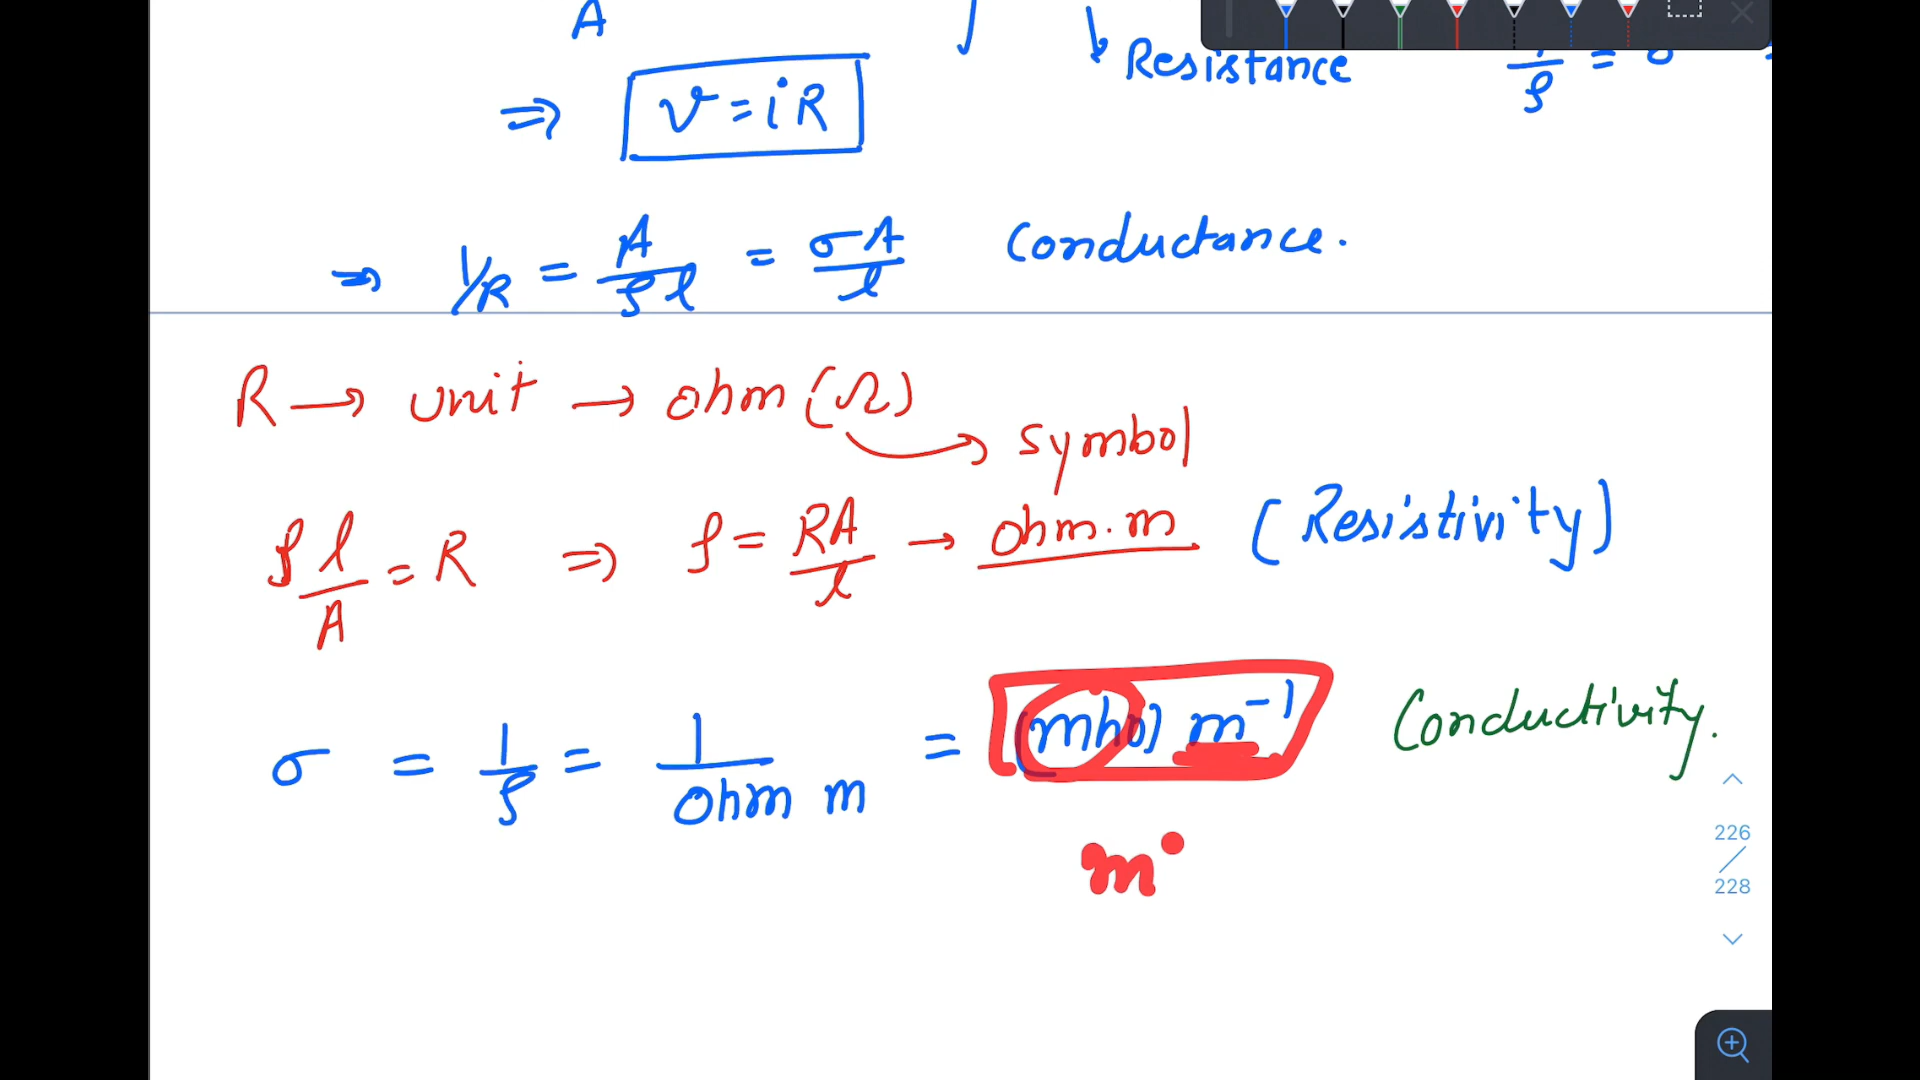 A
Resistance
1/ρ = σ
⇒ v = iR
⇒ 1/R = A/ρl = σA/l Conductance.
R → unit → ohm (Ω)
→ symbol
ρl/A = R ⇒ ρ = RA/l → ohm.m (Resistivity)
σ = 1/ρ = 1/ohm m = (mho) m⁻¹ Conductivity.
m
226
228